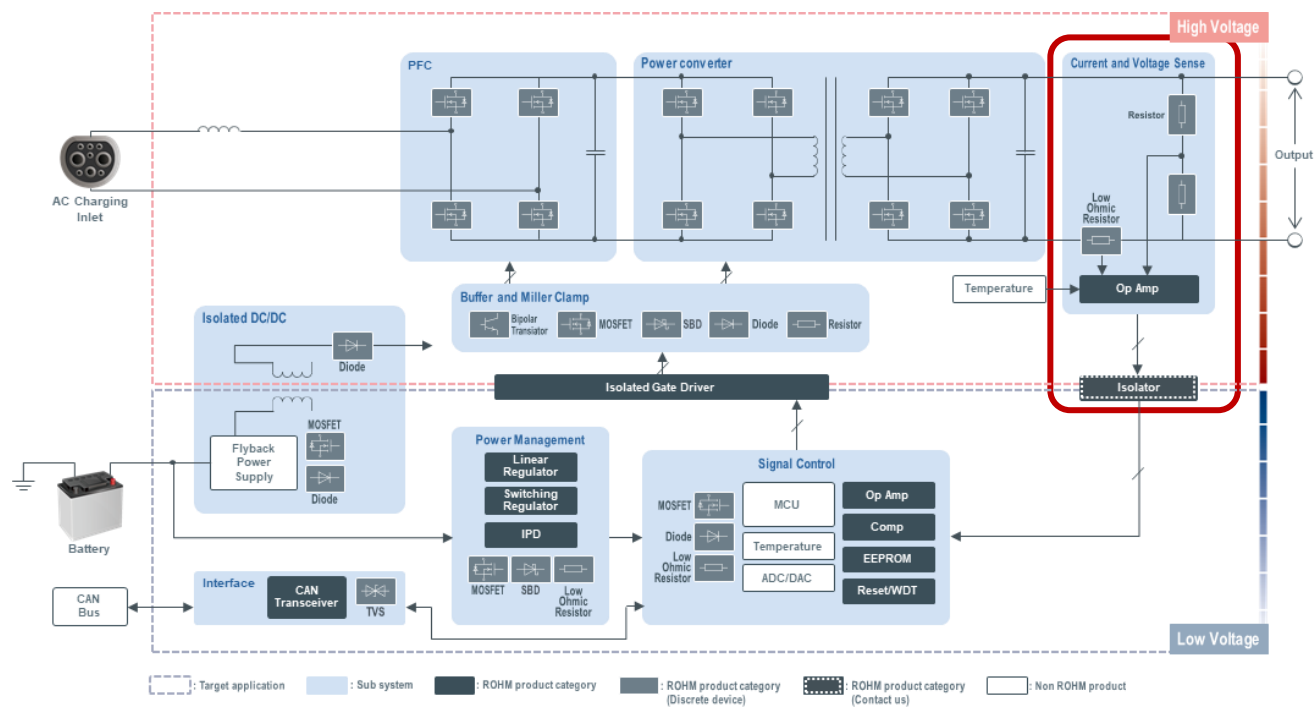 High Voltage
PFC
Power converter
Current and Voltage Sense
Resistor
Output
AC Charging
Inlet
Low
Ohmic
Resistor
Temperature
Op Amp
Buffer and Miller Clamp
Bipolar
Transiator
MOSFET
SBD
Diode
Resistor
Isolated DC/DC
Diode
Isolated Gate Driver
Isolator
MOSFET
Flyback
Power
Supply
Diode
Battery
Power Management
Linear
Regulator
Switching
Regulator
IPD
MOSFET
SBD
Low
Ohmic
Resistor
Signal Control
MOSFET
Diode
Low
Ohmic
Resistor
MCU
Temperature
ADC/DAC
Op Amp
Comp
EEPROM
Reset/WDT
Interface
CAN
Transceiver
TVS
CAN
Bus
Low Voltage
: Target application
: Sub system
: ROHM product category
: ROHM product category
(Discrete device)
: ROHM product category
(Contact us)
: Non ROHM product